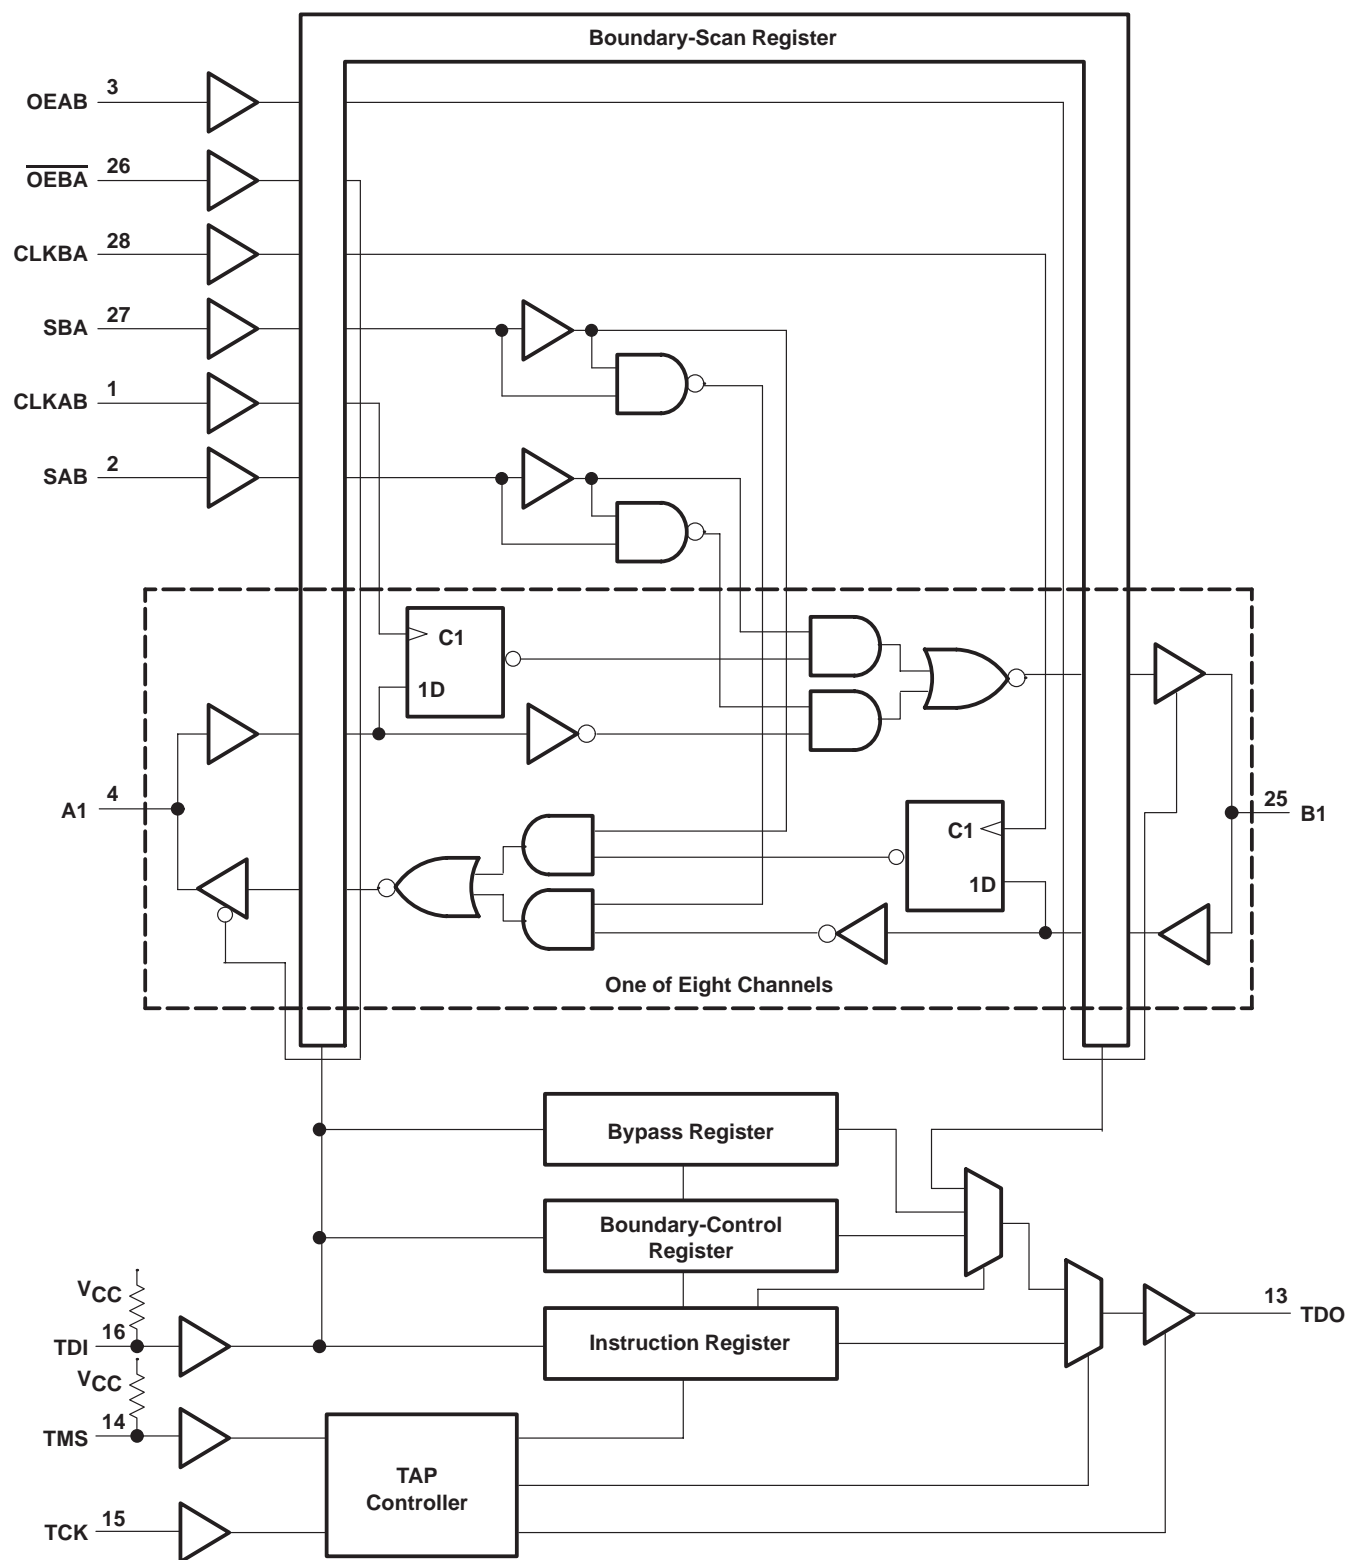 Boundary-Scan Register
OEAB 3
OEBA 26
CLKBA 28
SBA 27
CLKAB 1
SAB 2
C1
1D
A1 4
C1
1D
25 B1
One of Eight Channels
Bypass Register
Boundary-Control
Register
VCC
TDI 16
Instruction Register
13 TDO
VCC
TMS 14
TAP
Controller
TCK 15